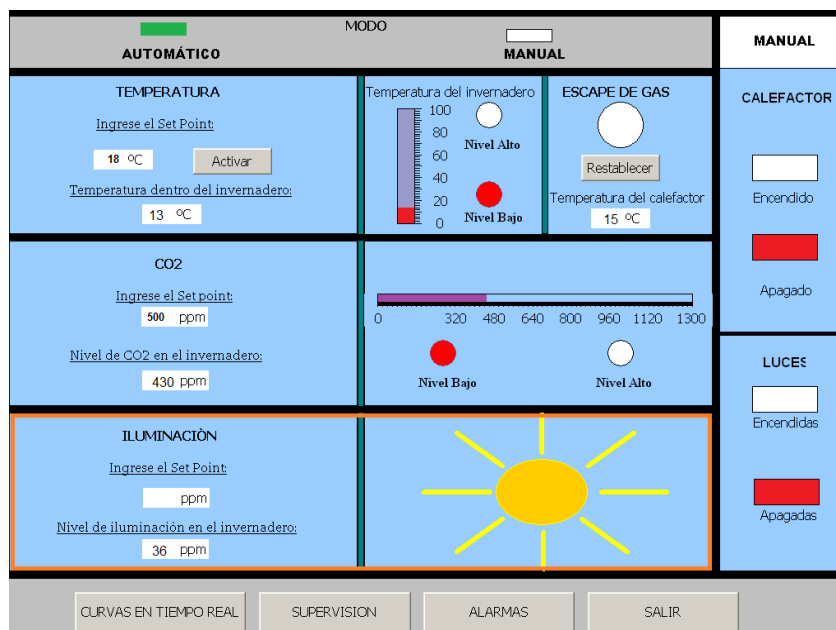 MODO
AUTOMÁTICO
MANUAL
MANUAL
TEMPERATURA
Ingrese el Set Point:
18 ºC
Activar
Temperatura dentro del invernadero:
13 ºC
Temperatura del invernadero
100
80
60
40
20
0
Nivel Alto
Nivel Bajo
ESCAPE DE GAS
Restablecer
Temperatura del calefactor
15 ºC
CALEFACTOR
Encendido
Apagado
CO2
Ingrese el Set point:
500 ppm
Nivel de CO2 en el invernadero:
430 ppm
0 320 480 640 800 960 1120 1300
Nivel Bajo
Nivel Alto
LUCES
Encendidas
Apagadas
ILUMINACIÒN
Ingrese el Set Point:
ppm
Nivel de iluminación en el invernadero:
36 ppm
CURVAS EN TIEMPO REAL
SUPERVISION
ALARMAS
SALIR